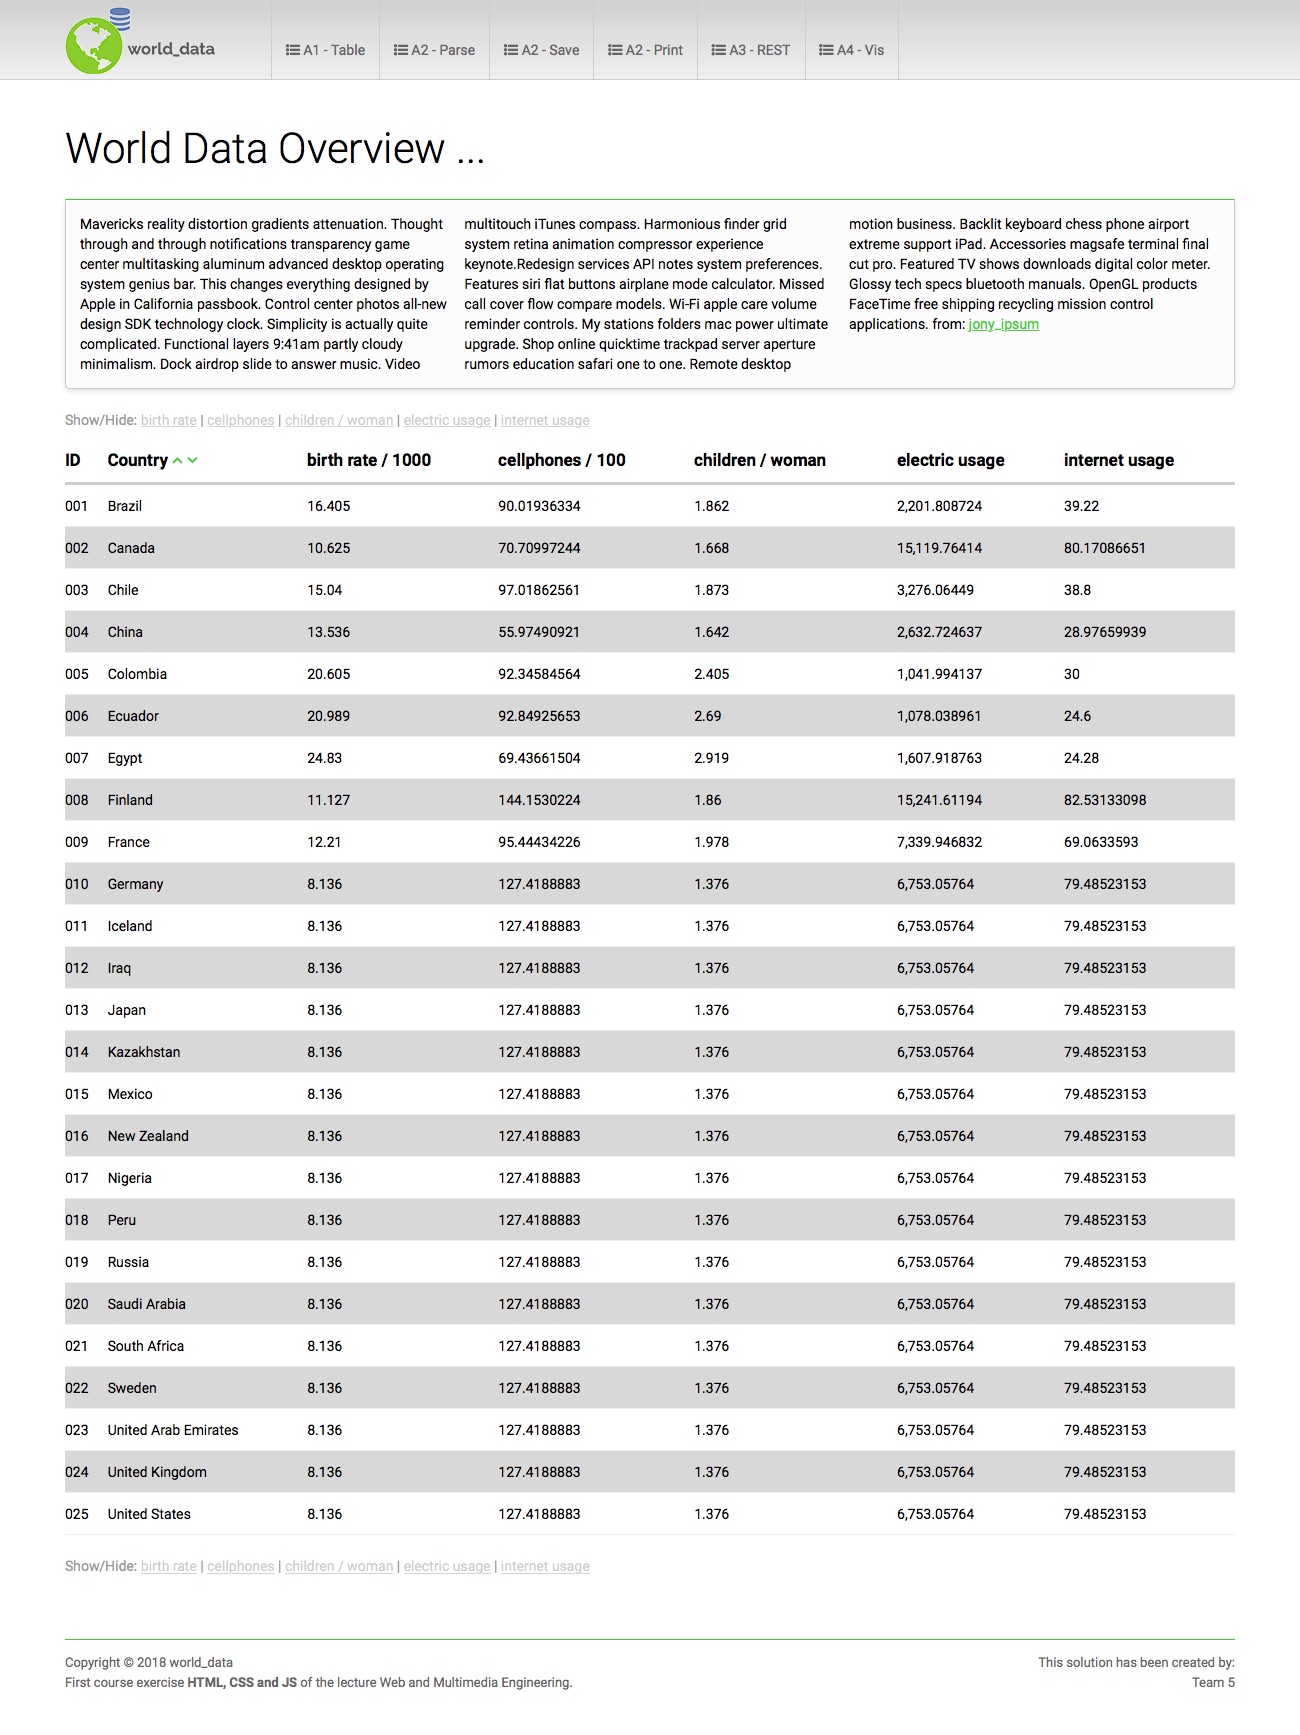 world_data
A1 - Table A2 - Parse A2 - Save A2 - Print A3 - REST A4 - Vis
World Data Overview ...
Mavericks reality distortion gradients attenuation. Thought
through and through notifications transparency game
center multitasking aluminum advanced desktop operating
system genius bar. This changes everything designed by
Apple in California passbook. Control center photos all-new
design SDK technology clock. Simplicity is actually quite
complicated. Functional layers 9:41am partly cloudy
minimalism. Dock airdrop slide to answer music. Video
multitouch iTunes compass. Harmonious finder grid
system retina animation compressor experience
keynote.Redesign services API notes system preferences.
Features siri flat buttons airplane mode calculator. Missed
call cover flow compare models. Wi-Fi apple care volume
reminder controls. My stations folders mac power ultimate
upgrade. Shop online quicktime trackpad server aperture
rumors education safari one to one. Remote desktop
motion business. Backlit keyboard chess phone airport
extreme support iPad. Accessories magsafe terminal final
cut pro. Featured TV shows downloads digital color meter.
Glossy tech specs bluetooth manuals. OpenGL products
FaceTime free shipping recycling mission control
applications. from: jony_ipsum
Show/Hide: birth rate | cellphones | children / woman | electric usage | internet usage
ID Country birth rate / 1000 cellphones / 100 children / woman electric usage internet usage
001 Brazil 16.405 90.01936334 1.862 2,201.808724 39.22
002 Canada 10.625 70.70997244 1.668 15,119.76414 80.17086651
003 Chile 15.04 97.01862561 1.873 3,276.06449 38.8
004 China 13.536 55.97490921 1.642 2,632.724637 28.97659939
005 Colombia 20.605 92.34584564 2.405 1,041.994137 30
006 Ecuador 20.989 92.84925653 2.69 1,078.038961 24.6
007 Egypt 24.83 69.43661504 2.919 1,607.918763 24.28
008 Finland 11.127 144.1530224 1.86 15,241.61194 82.53133098
009 France 12.21 95.44434226 1.978 7,339.946832 69.0633593
010 Germany 8.136 127.4188883 1.376 6,753.05764 79.48523153
011 Iceland 8.136 127.4188883 1.376 6,753.05764 79.48523153
012 Iraq 8.136 127.4188883 1.376 6,753.05764 79.48523153
013 Japan 8.136 127.4188883 1.376 6,753.05764 79.48523153
014 Kazakhstan 8.136 127.4188883 1.376 6,753.05764 79.48523153
015 Mexico 8.136 127.4188883 1.376 6,753.05764 79.48523153
016 New Zealand 8.136 127.4188883 1.376 6,753.05764 79.48523153
017 Nigeria 8.136 127.4188883 1.376 6,753.05764 79.48523153
018 Peru 8.136 127.4188883 1.376 6,753.05764 79.48523153
019 Russia 8.136 127.4188883 1.376 6,753.05764 79.48523153
020 Saudi Arabia 8.136 127.4188883 1.376 6,753.05764 79.48523153
021 South Africa 8.136 127.4188883 1.376 6,753.05764 79.48523153
022 Sweden 8.136 127.4188883 1.376 6,753.05764 79.48523153
023 United Arab Emirates 8.136 127.4188883 1.376 6,753.05764 79.48523153
024 United Kingdom 8.136 127.4188883 1.376 6,753.05764 79.48523153
025 United States 8.136 127.4188883 1.376 6,753.05764 79.48523153
Show/Hide: birth rate | cellphones | children / woman | electric usage | internet usage
Copyright © 2018 world_data
First course exercise HTML, CSS and JS of the lecture Web and Multimedia Engineering.
This solution has been created by:
Team 5